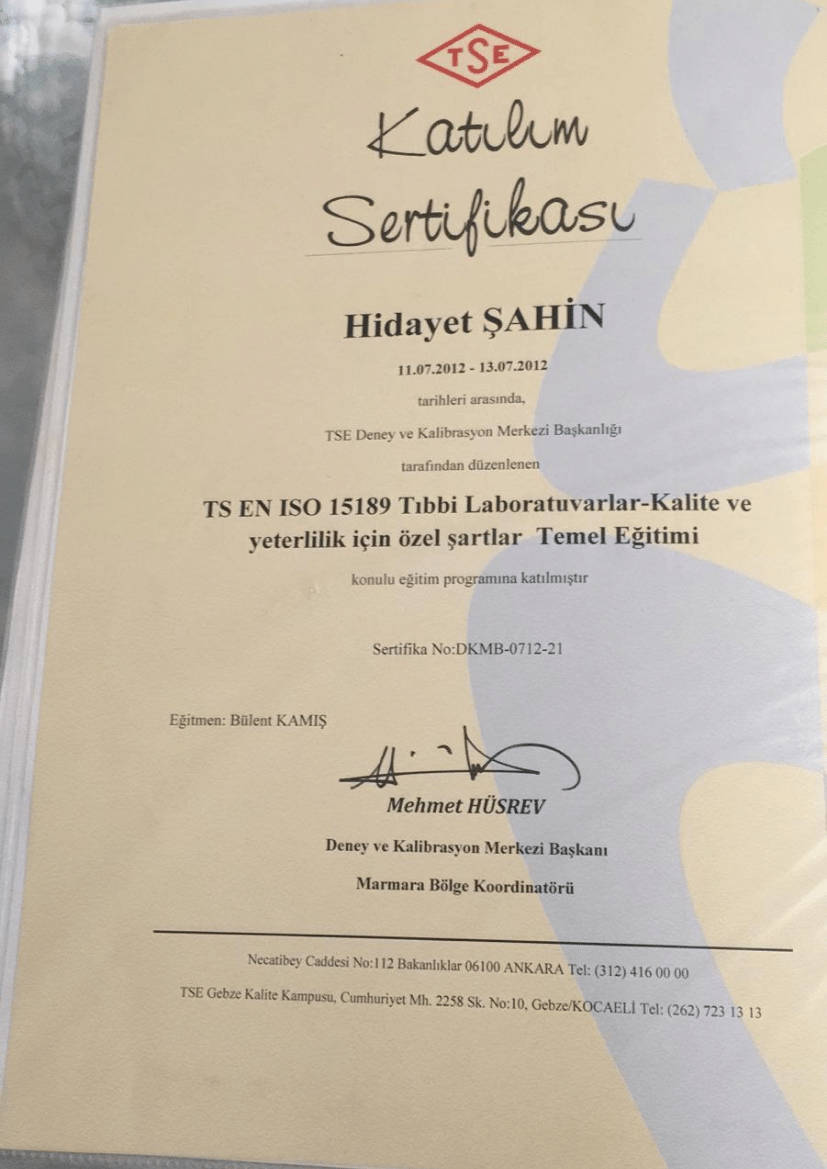 TSE
Katılım
Sertifikası
Hidayet ŞAHİN
11.07.2012 - 13.07.2012
tarihleri arasında,
TSE Deney ve Kalibrasyon Merkezi Başkanlığı
tarafından düzenlenen
TS EN ISO 15189 Tıbbi Laboratuvarlar-Kalite ve
yeterlilik için özel şartlar Temel Eğitimi
konulu eğitim programına katılmıştır
Sertifika No:DKMB-0712-21
Eğitmen: Bülent KAMIŞ
Mehmet HÜSREV
Deney ve Kalibrasyon Merkezi Başkanı
Marmara Bölge Koordinatörü
Necatibey Caddesi No:112 Bakanlıklar 06100 ANKARA Tel: (312) 416 00 00
TSE Gebze Kalite Kampusu, Cumhuriyet Mh. 2258 Sk. No:10, Gebze/KOCAELİ Tel: (262) 723 13 13